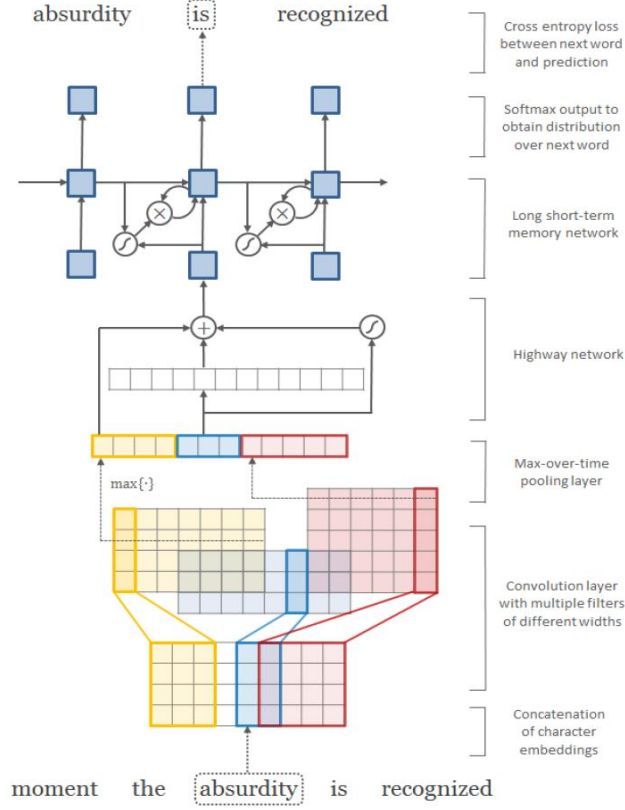 absurdity is recognized
Cross entropy loss
between next word
and prediction
Softmax output to
obtain distribution
over next word
Long short-term
memory network
Highway network
Max-over-time
pooling layer
max{·}
Convolution layer
with multiple filters
of different widths
Concatenation
of character
embeddings
moment the absurdity is recognized